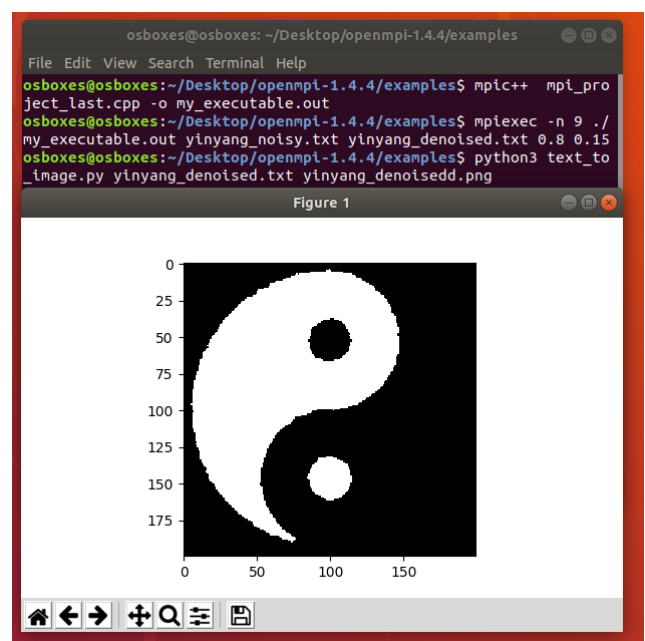 osboxes@osboxes: ~/Desktop/openmpi-1.4.4/examples
File Edit View Search Terminal Help
osboxes@osboxes:~/Desktop/openmpi-1.4.4/examples$ mpic++  mpi_pro
ject_last.cpp -o my_executable.out
osboxes@osboxes:~/Desktop/openmpi-1.4.4/examples$ mpiexec -n 9 ./
my_executable.out yinyang_noisy.txt yinyang_denoised.txt 0.8 0.15
osboxes@osboxes:~/Desktop/openmpi-1.4.4/examples$ python3 text_to
_image.py yinyang_denoised.txt yinyang_denoisedd.png
Figure 1
0
25
50
75
100
125
150
175
0 50 100 150